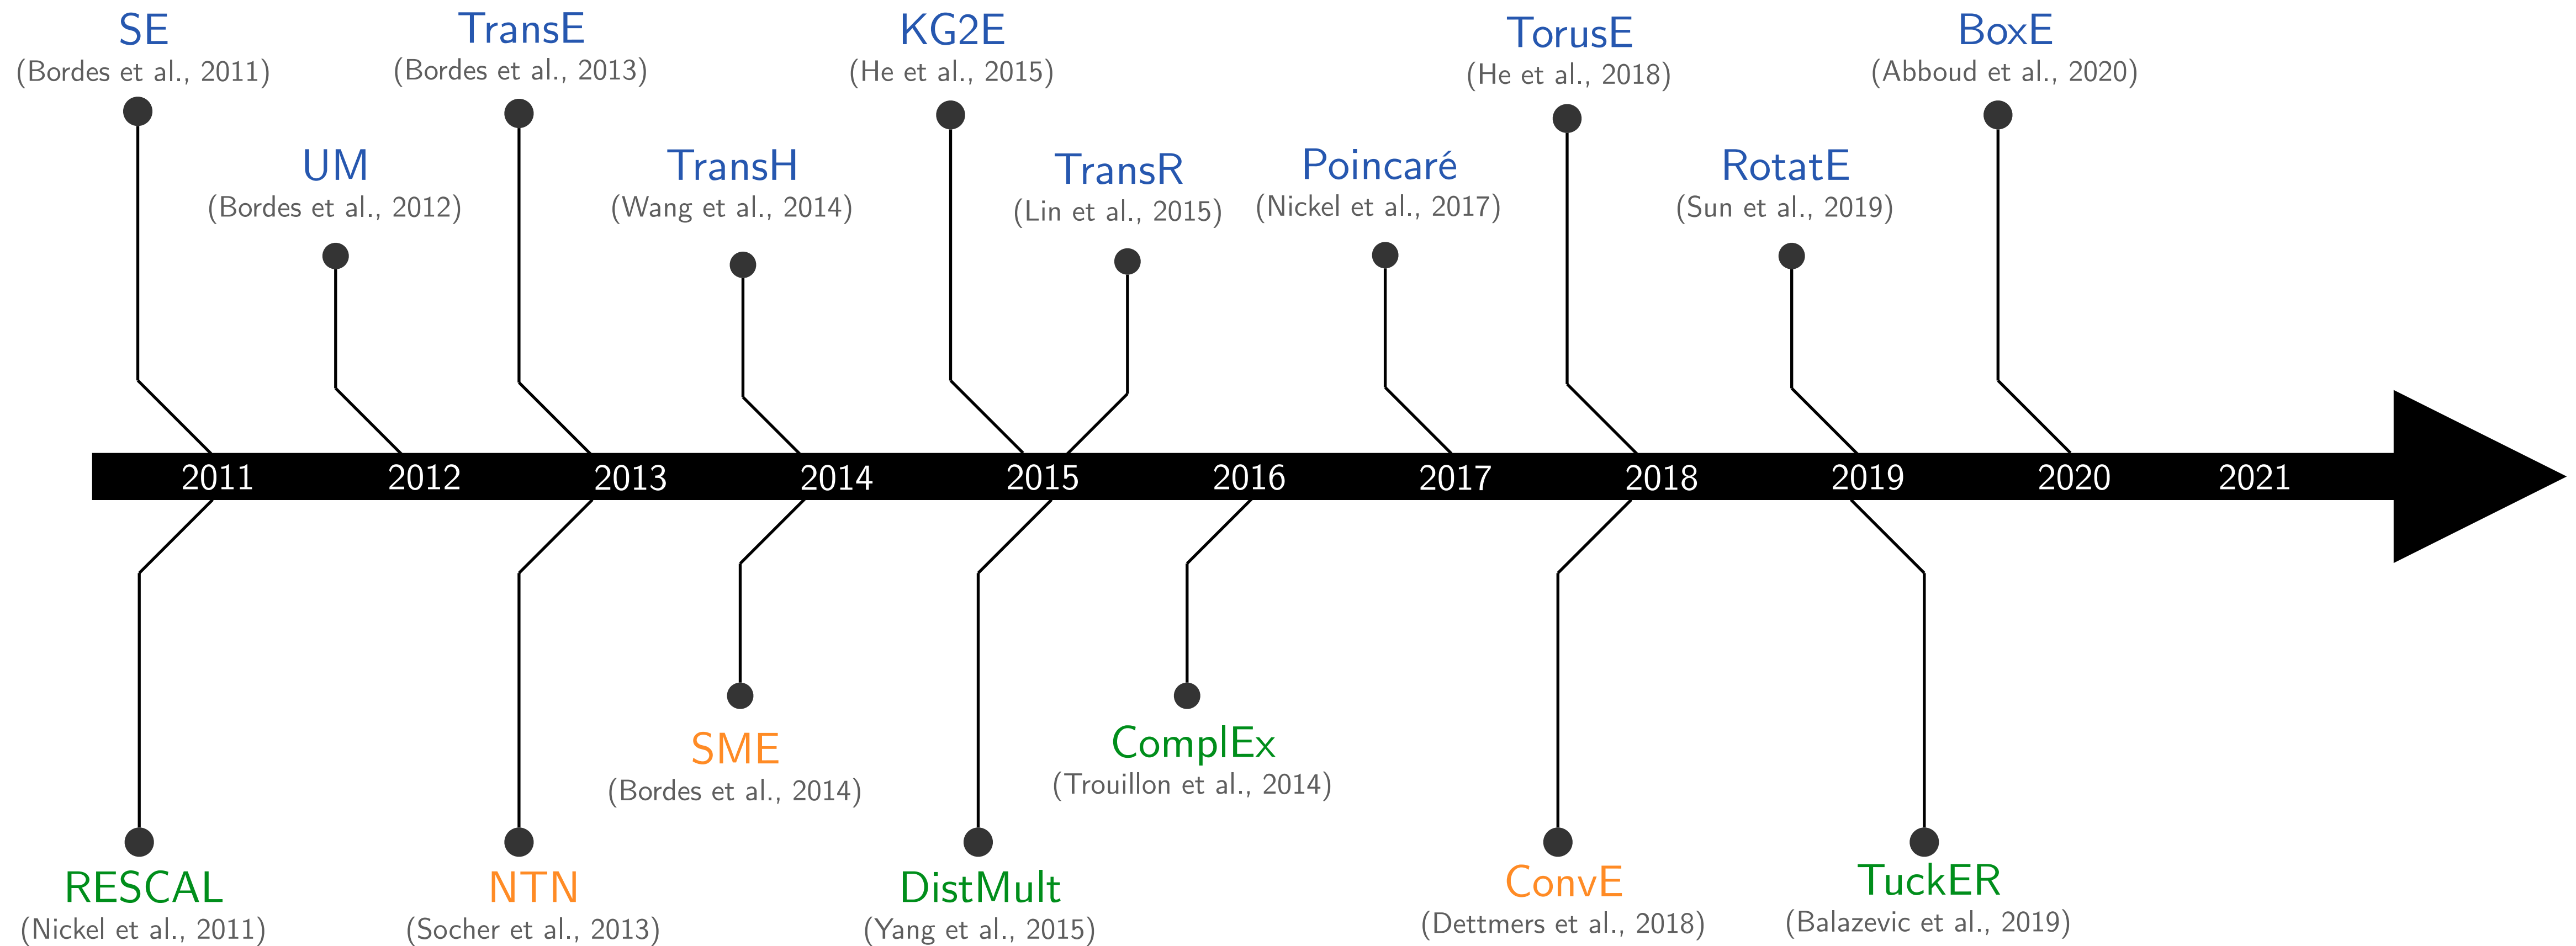 SE
(Bordes et al., 2011)
UM
(Bordes et al., 2012)
TransE
(Bordes et al., 2013)
TransH
(Wang et al., 2014)
KG2E
(He et al., 2015)
TransR
(Lin et al., 2015)
Poincaré
(Nickel et al., 2017)
TorusE
(He et al., 2018)
RotatE
(Sun et al., 2019)
BoxE
(Abboud et al., 2020)
2011 2012 2013 2014 2015 2016 2017 2018 2019 2020 2021
RESCAL
(Nickel et al., 2011)
NTN
(Socher et al., 2013)
SME
(Bordes et al., 2014)
DistMult
(Yang et al., 2015)
ComplEx
(Trouillon et al., 2014)
ConvE
(Dettmers et al., 2018)
TuckER
(Balazevic et al., 2019)